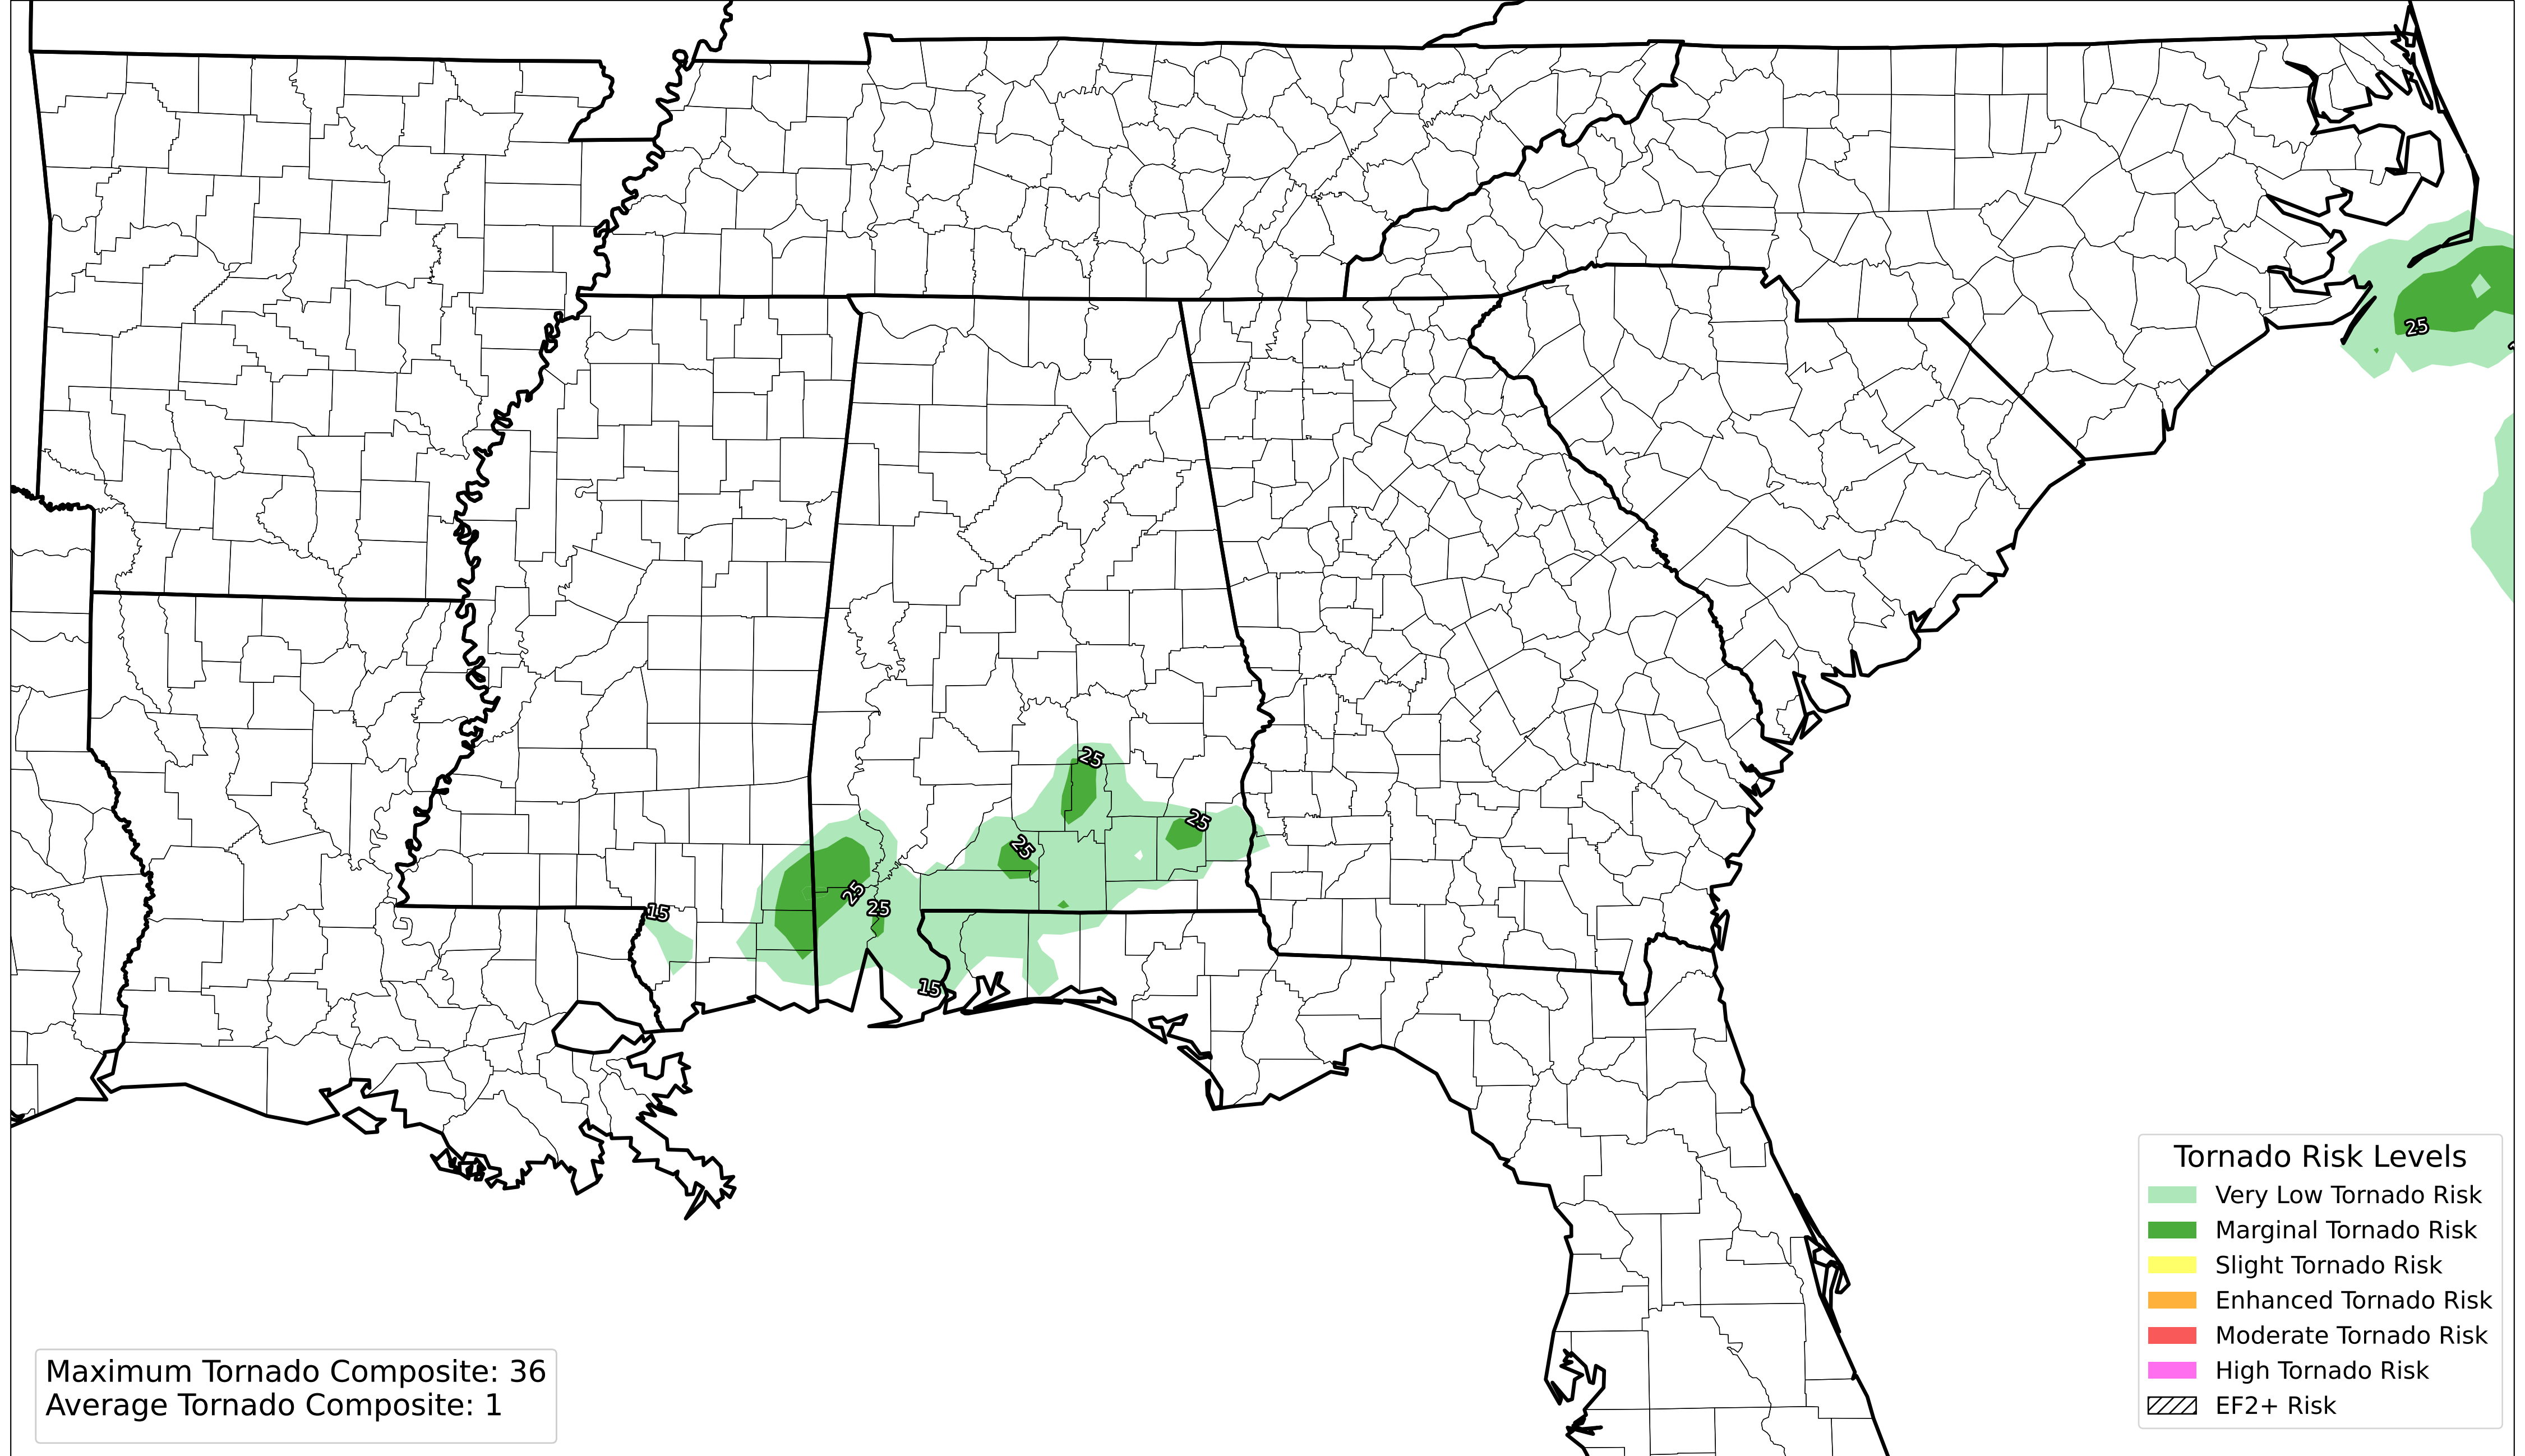 25
25
25
25
25
25
15
15
Tornado Risk Levels
Very Low Tornado Risk
Marginal Tornado Risk
Slight Tornado Risk
Enhanced Tornado Risk
Moderate Tornado Risk
High Tornado Risk
EF2+ Risk
Maximum Tornado Composite: 36
Average Tornado Composite: 1